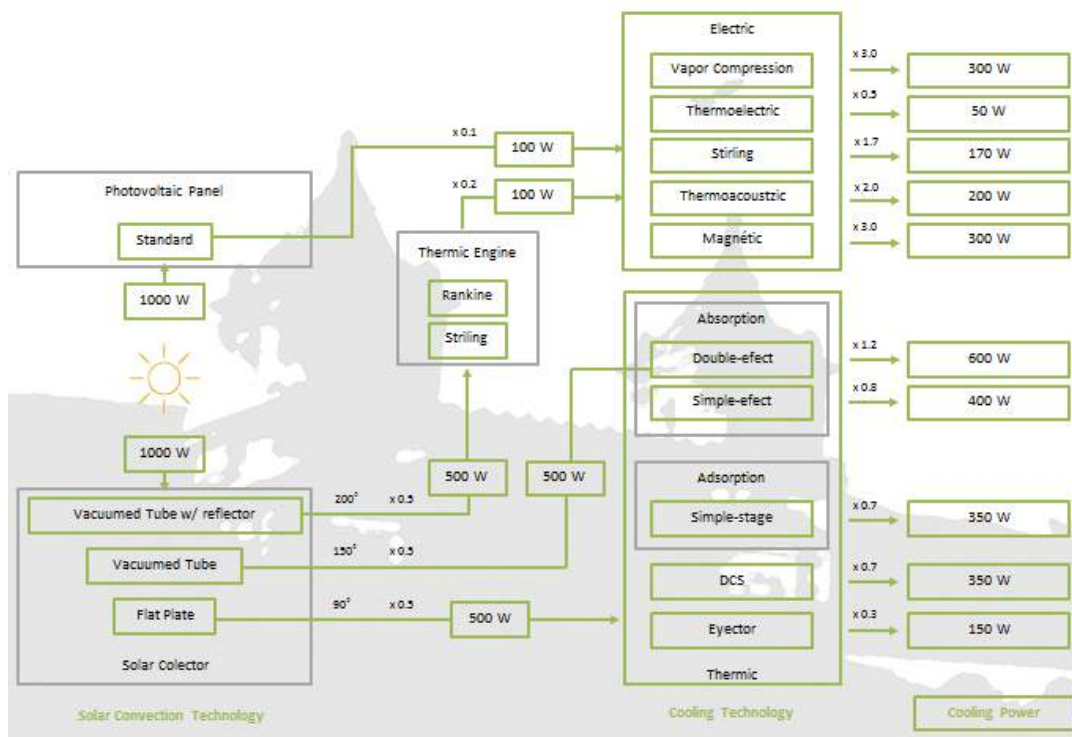 Electric
Vapor Compression
x 3.0
300 W
Thermoelectric
x 0.5
50 W
x 0.1
100 W
Stirling
x 1.7
170 W
Photovoltaic Panel
x 0.2
100 W
Thermoacoustzic
x 2.0
200 W
Standard
Magnétic
x 3.0
300 W
Thermic Engine
1000 W
Rankine
Absorption
Striling
Double-efect
x 1.2
600 W
Simple-efect
x 0.8
400 W
1000 W
500 W
500 W
Adsorption
Vacuumed Tube w/ reflector
200°
x 0.5
Simple-stage
x 0.7
350 W
Vacuumed Tube
150°
x 0.5
DCS
x 0.7
350 W
Flat Plate
90°
x 0.5
500 W
Eyector
x 0.3
150 W
Solar Colector
Thermic
Solar Convection Technology
Cooling Technology
Cooling Power